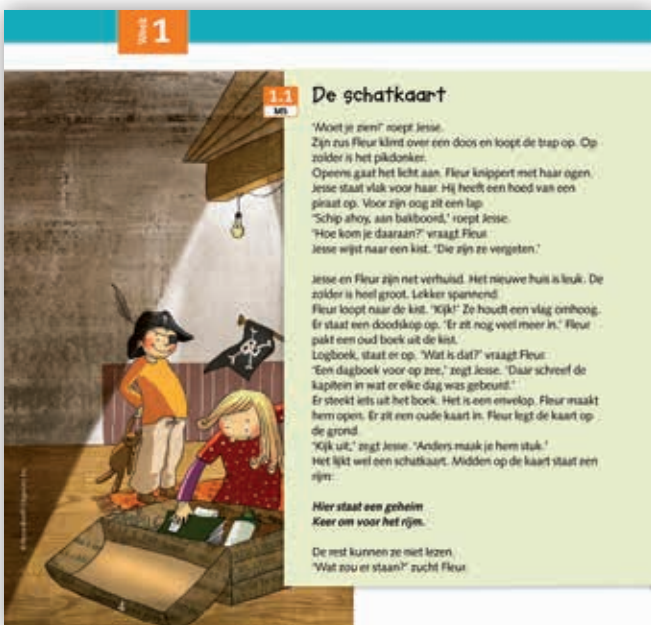 Week 1
1.1
M5
De schatkaart
'Moet je zien!' roept Jesse.
Zijn zus Fleur klimt over een doos en loopt de trap op. Op
zolder is het pikdonker.
Opeens gaat het licht aan. Fleur knippert met haar ogen.
Jesse staat vlak voor haar. Hij heeft een hoed van een
piraat op. Voor zijn oog zit een lap.
'Schip ahoy, aan bakboord,' roept Jesse.
'Hoe kom je daaraan?' vraagt Fleur.
Jesse wijst naar een kist. 'Die zijn ze vergeten.'
Jesse en Fleur zijn net verhuisd. Het nieuwe huis is leuk. De
zolder is heel groot. Lekker spannend.
Fleur loopt naar de kist. 'Kijk!' Ze houdt een vlag omhoog.
Er staat een doodskop op. 'Er zit nog veel meer in.' Fleur
pakt een oud boek uit de kist.
Logboek, staat er op. 'Wat is dat?' vraagt Fleur.
'Een dagboek voor op zee,' zegt Jesse. 'Daar schreef de
kapitein in wat er elke dag was gebeurd.'
Er steekt iets uit het boek. Het is een envelop. Fleur maakt
hem open. Er zit een oude kaart in. Fleur legt de kaart op
de grond.
'Kijk uit,' zegt Jesse. 'Anders maak je hem stuk.'
Het lijkt wel een schatkaart. Midden op de kaart staat een
rijm:
Hier staat een geheim
Keer om voor het rijm.
De rest kunnen ze niet lezen.
'Wat zou er staan?' zucht Fleur.
4